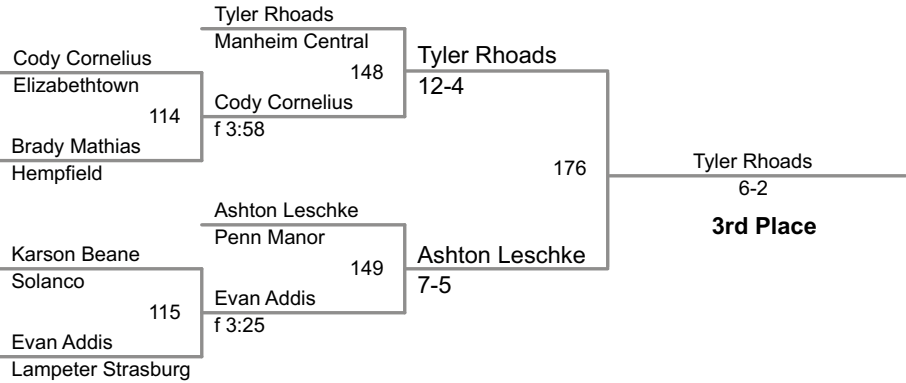 Tyler Rhoads
Manheim Central
Cody Cornelius
Elizabethtown
148
Tyler Rhoads
12-4
114
Cody Cornelius
f 3:58
Brady Mathias
Hempfield
176
Tyler Rhoads
6-2
3rd Place
Ashton Leschke
Penn Manor
Karson Beane
Solanco
149
Ashton Leschke
7-5
115
Evan Addis
f 3:25
Evan Addis
Lampeter Strasburg